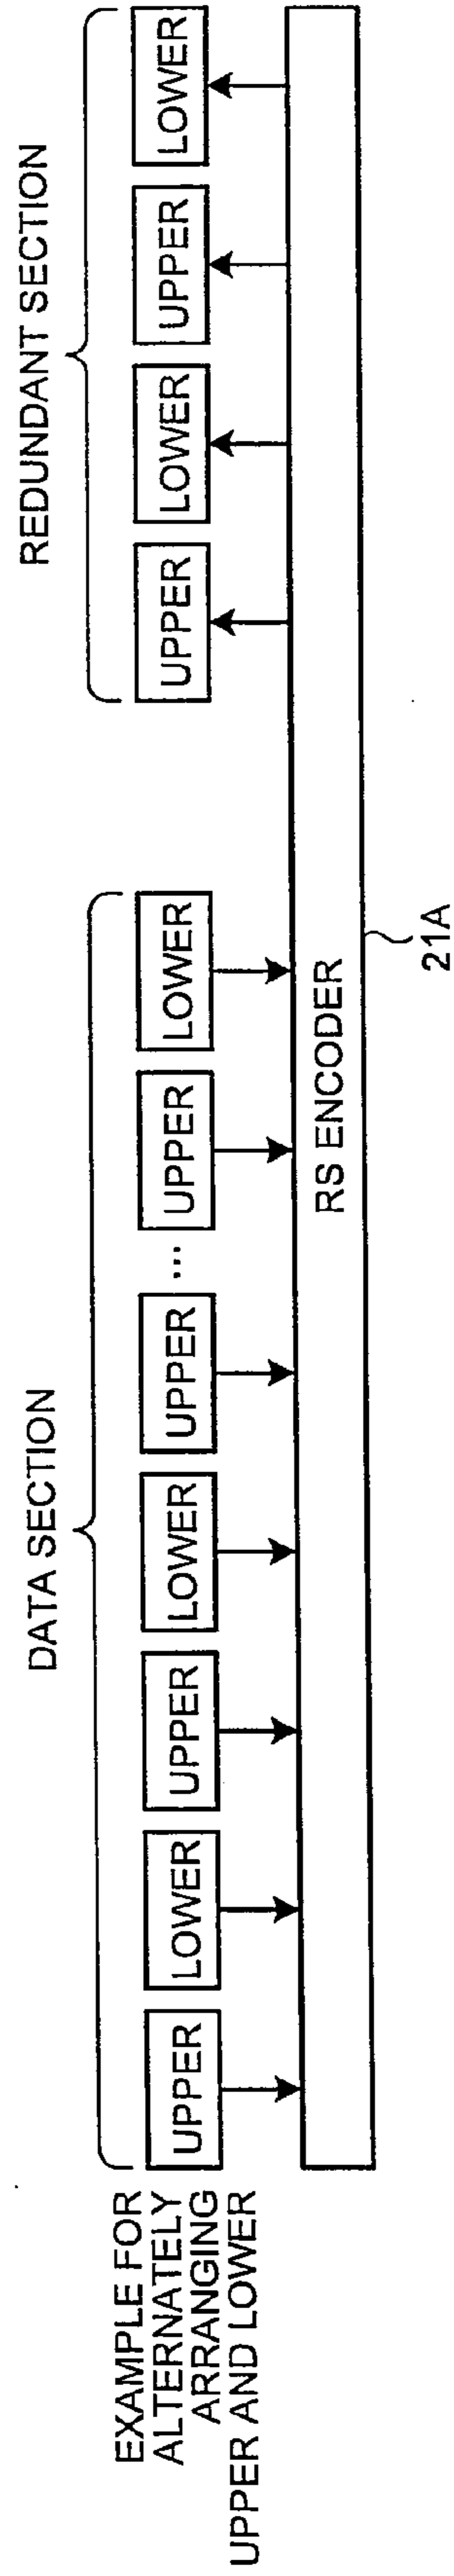 EXAMPLE FOR
ALTERNATELY
ARRANGING
UPPER AND LOWER
DATA SECTION
UPPER
LOWER
UPPER
LOWER
UPPER
...
UPPER
LOWER
REDUNDANT SECTION
UPPER
LOWER
UPPER
LOWER
RS ENCODER
21A